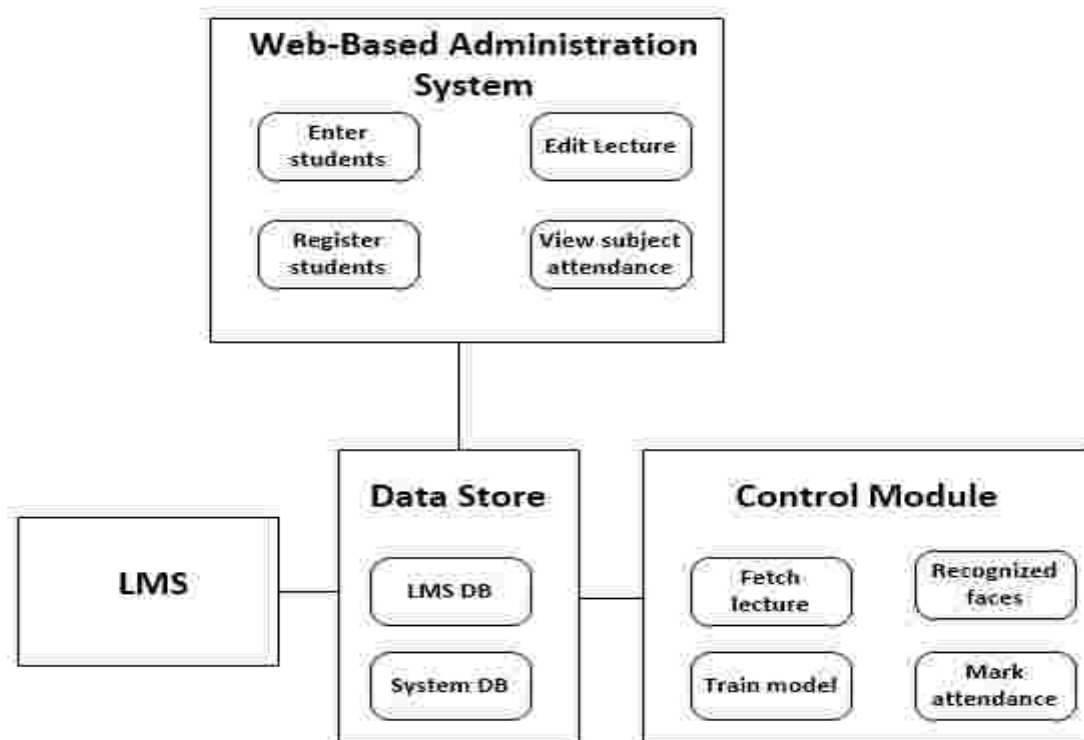 Web-Based Administration
System
Enter
students
Edit Lecture
Register
students
View subject
attendance
Data Store
Control Module
LMS
LMS DB
Fetch
lecture
Recognized
faces
System DB
Train model
Mark
attendance